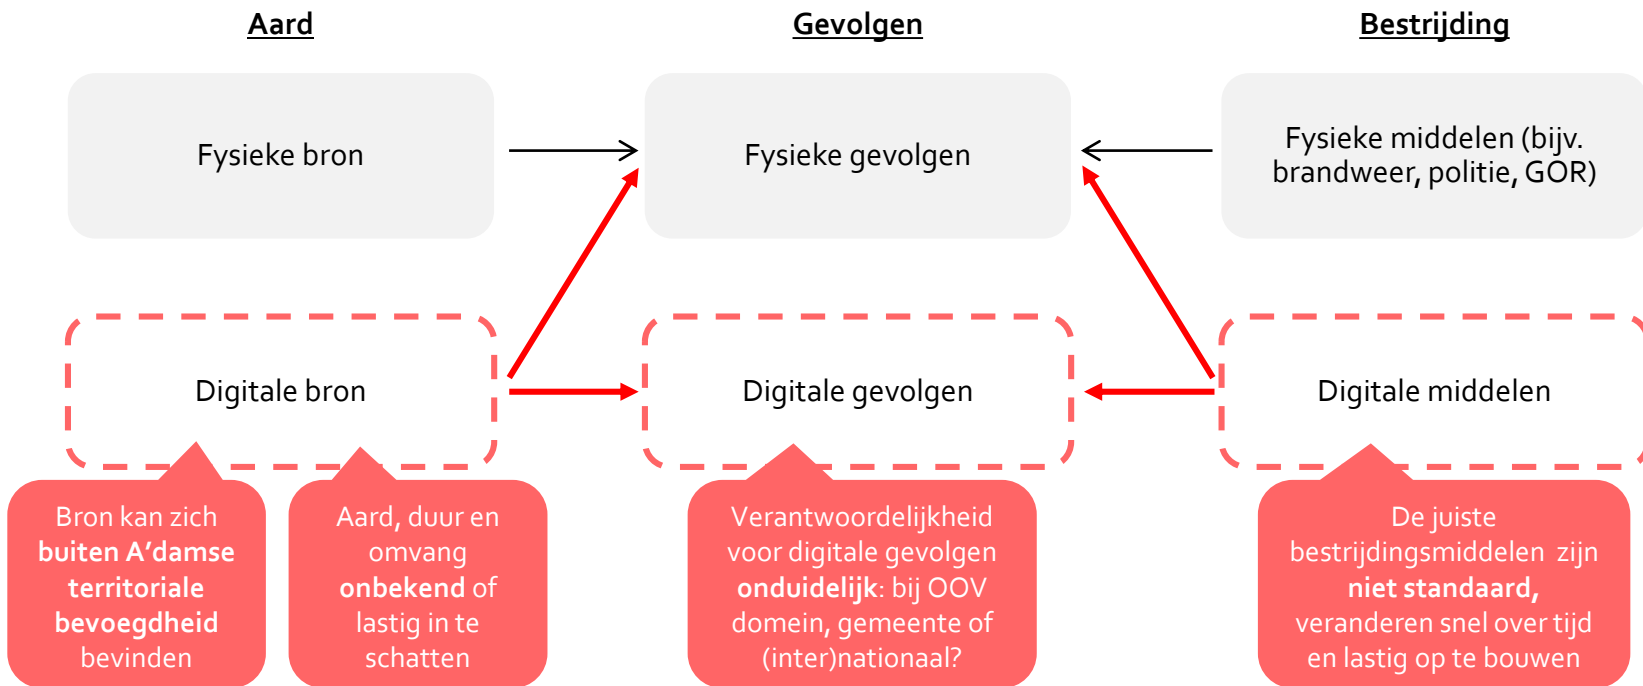 Aard
Gevolgen
Bestrijding
Fysieke bron
Fysieke gevolgen
Fysieke middelen (bijv.
brandweer, politie, GOR)
Digitale bron
Digitale gevolgen
Digitale middelen
Bron kan zich
buiten A’damse
territoriale
bevoegdheid
bevinden
Aard, duur en
omvang
onbekend of
lastig in te
schatten
Verantwoordelijkheid
voor digitale gevolgen
onduidelijk: bij OOV
domein, gemeente of
(inter)nationaal?
De juiste
bestrijdingsmiddelen zijn
niet standaard,
veranderen snel over tijd
en lastig op te bouwen